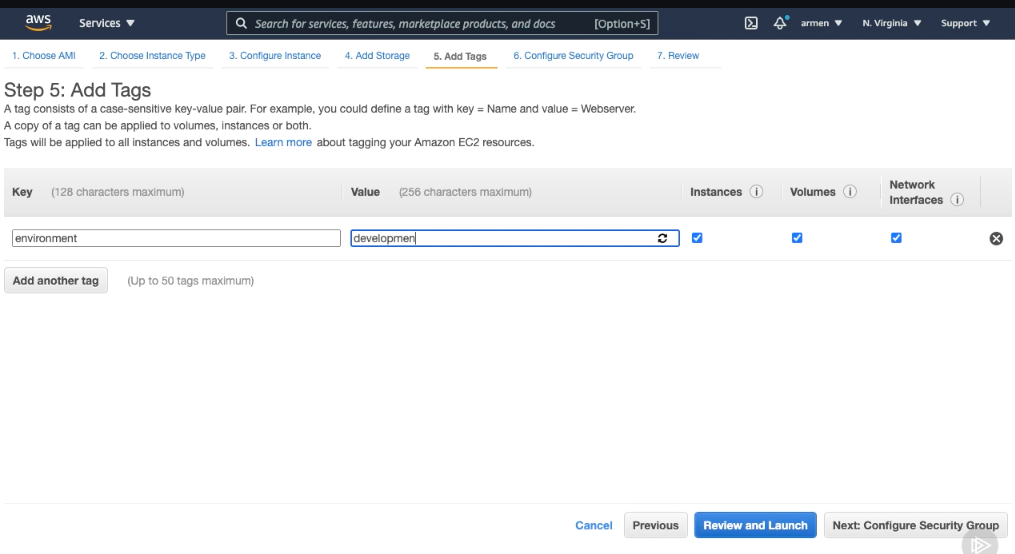 aws Services Search for services, features, marketplace products, and docs [Option+S] armen N. Virginia Support
1. Choose AMI 2. Choose Instance Type 3. Configure Instance 4. Add Storage 5. Add Tags 6. Configure Security Group 7. Review
Step 5: Add Tags
A tag consists of a case-sensitive key-value pair. For example, you could define a tag with key = Name and value = Webserver.
A copy of a tag can be applied to volumes, instances or both.
Tags will be applied to all instances and volumes. Learn more about tagging your Amazon EC2 resources.
Key (128 characters maximum) Value (256 characters maximum) Instances i Volumes i Network
Interfaces i
environment developmen
Add another tag (Up to 50 tags maximum)
Cancel Previous Review and Launch Next: Configure Security Group